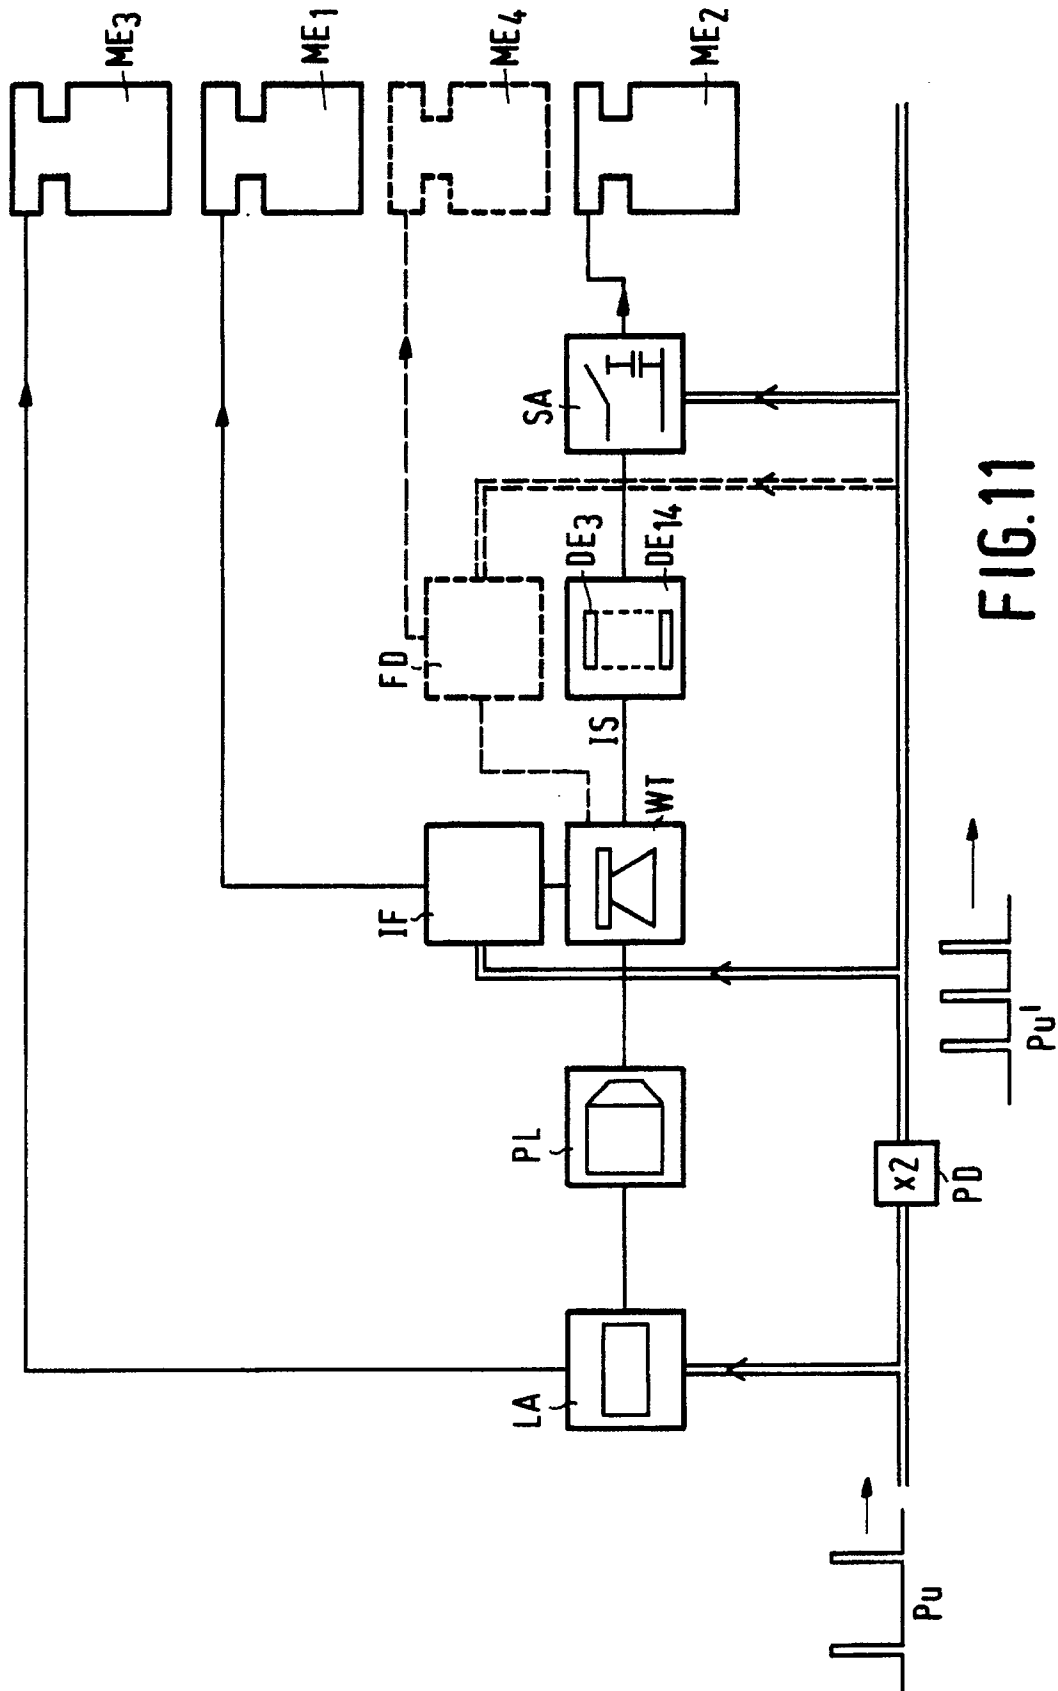 ME3
ME1
ME4
ME2
SA
FD
DE3
DE14
IS
IF
WT
PL
LA
x2
PD
Pu'
Pu
FIG.11